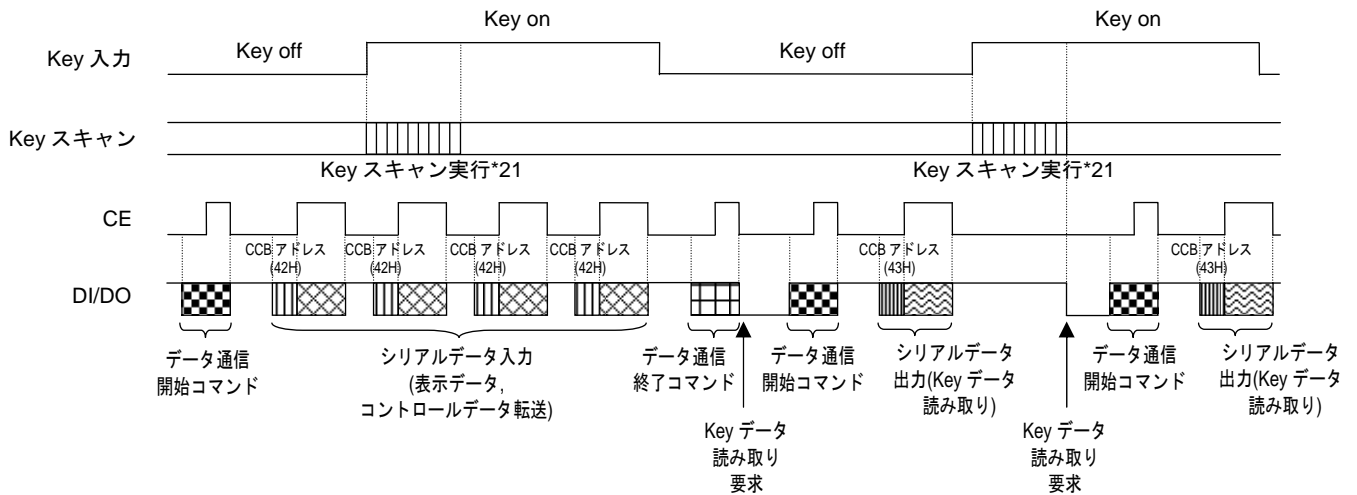 Key on
Key on
Key off
Key off
Key 入力
Key スキャン
Key スキャン実行*21
Key スキャン実行*21
CE
CCB アドレス
(42H)
CCB アドレス
(42H)
CCB アドレス
(42H)
CCB アドレス
(42H)
CCB アドレス
(43H)
CCB アドレス
(43H)
DI/DO
データ通信
開始コマンド
シリアルデータ入力
(表示データ,
コントロールデータ転送)
データ通信
終了コマンド
データ通信
開始コマンド
シリアルデータ
出力(Key データ
読み取り)
データ通信
開始コマンド
シリアルデータ
出力(Key データ
読み取り)
Key データ
読み取り
要求
Key データ
読み取り
要求